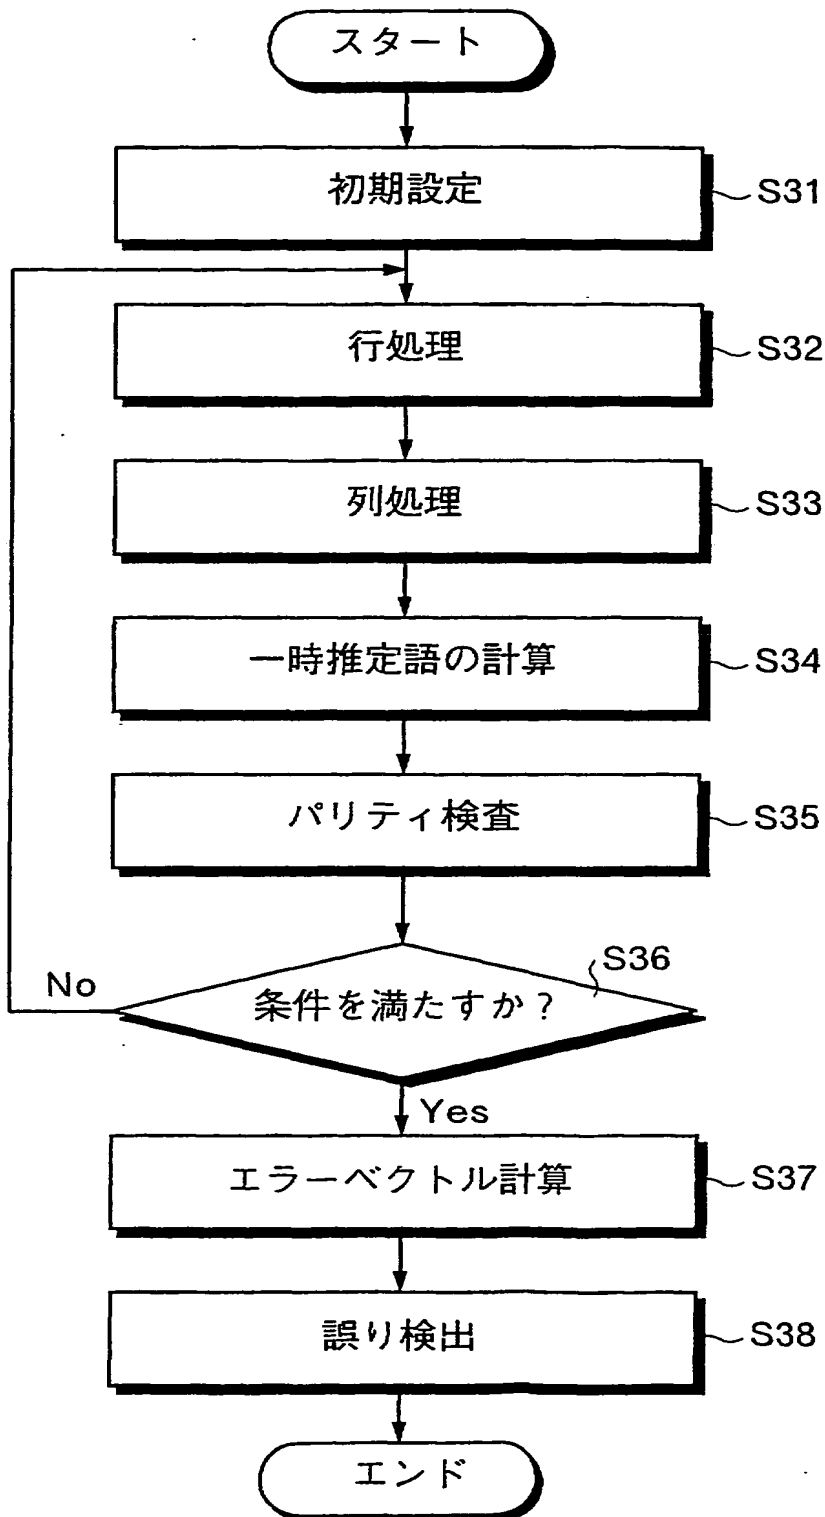 スタート
初期設定
S31
行処理
S32
列処理
S33
一時推定語の計算
S34
パリティ検査
S35
S36
No
条件を満たすか?
Yes
エラーベクトル計算
S37
誤り検出
S38
エンド